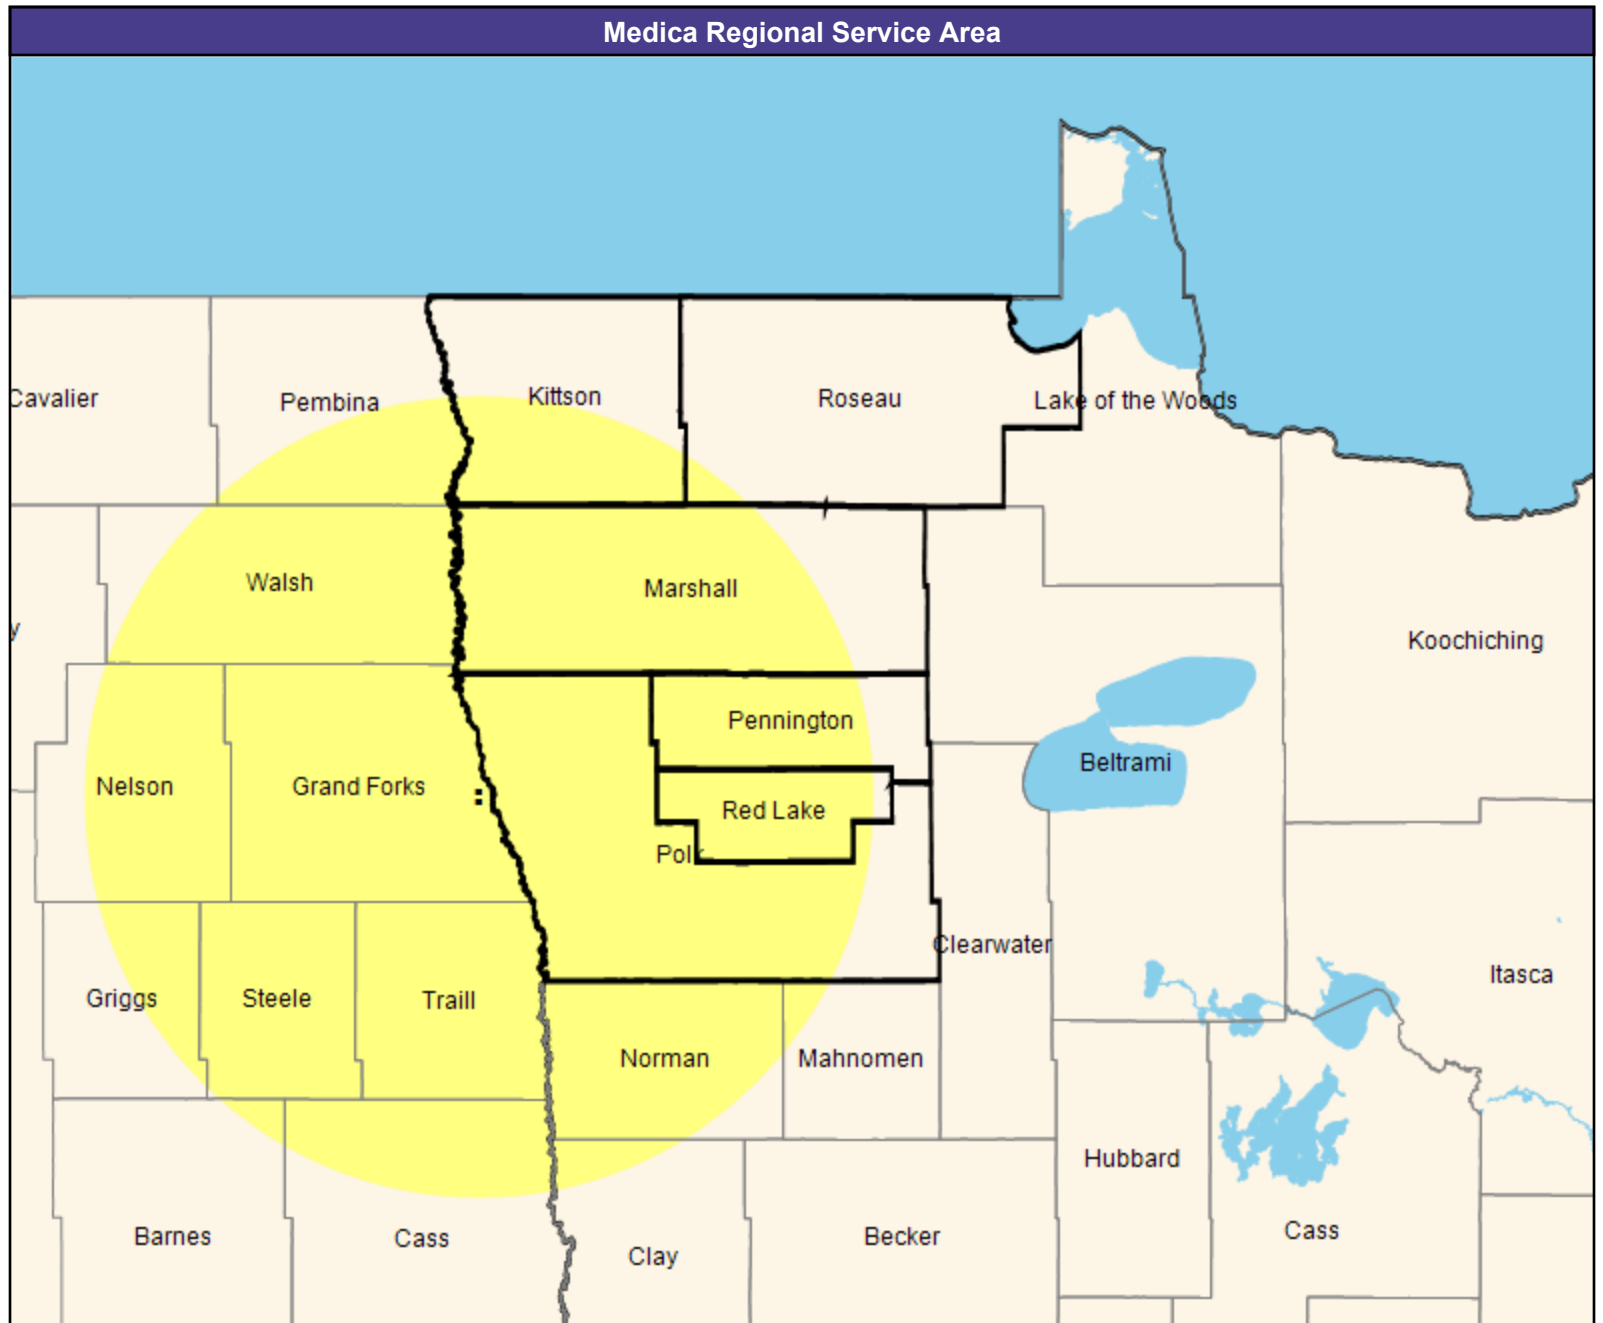 Medica Regional Service Area
Cavalier
Pembina
Kittson
Roseau
Lake of the Woods
Walsh
Marshall
y
Koochiching
Pennington
Beltrami
Nelson
Grand Forks
Red Lake
Polk
Clearwater
Itasca
Griggs
Steele
Traill
Norman
Mahnomen
Hubbard
Barnes
Cass
Clay
Becker
Cass